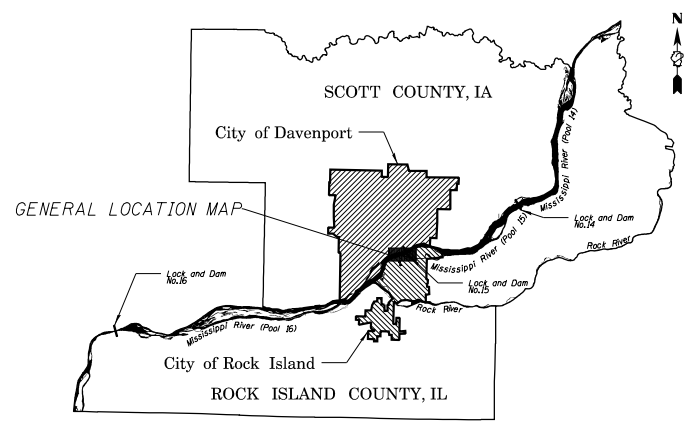 N
SCOTT COUNTY, IA
City of Davenport
Mississippi River (Pool 14)
GENERAL LOCATION MAP
Lock and Dam
No.14
Mississippi River (Pool 15)
Rock River
Lock and Dam
No.16
Lock and Dam
No.15
Rock River
Mississippi River (Pool 16)
City of Rock Island
ROCK ISLAND COUNTY, IL